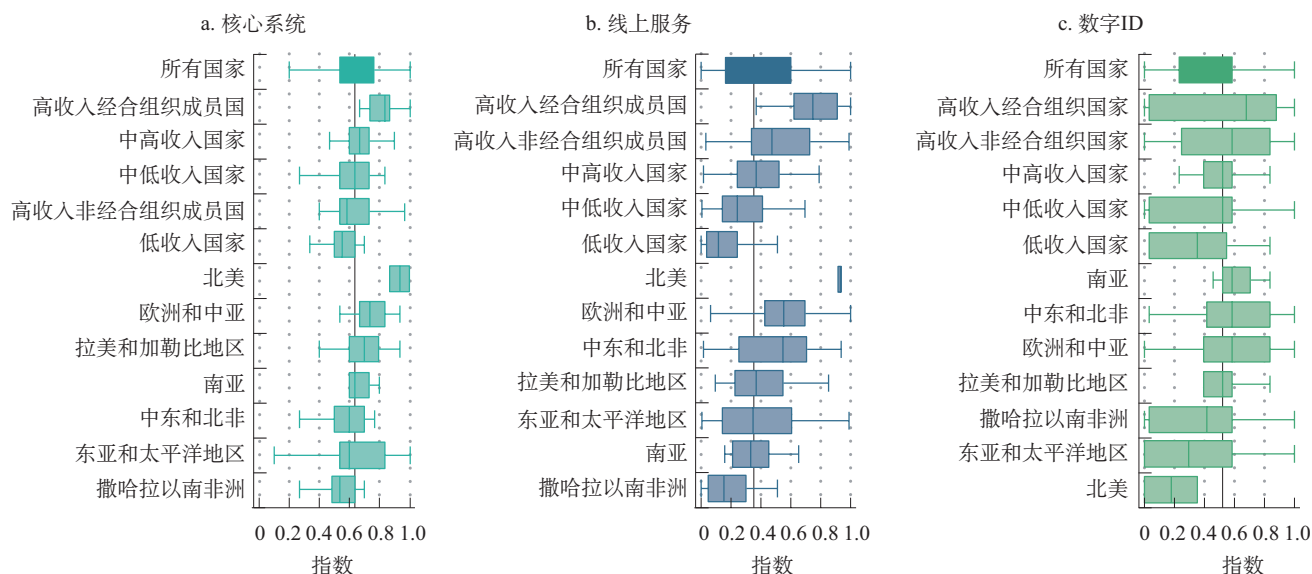 a. 核心系统
所有国家
高收入经合组织成员国
中高收入国家
中低收入国家
高收入非经合组织成员国
低收入国家
北美
欧洲和中亚
拉美和加勒比地区
南亚
中东和北非
东亚和太平洋地区
撒哈拉以南非洲
0 0.2 0.4 0.6 0.8 1.0
指数
b. 线上服务
所有国家
高收入经合组织成员国
高收入非经合组织成员国
中高收入国家
中低收入国家
低收入国家
北美
欧洲和中亚
中东和北非
拉美和加勒比地区
东亚和太平洋地区
南亚
撒哈拉以南非洲
0 0.2 0.4 0.6 0.8 1.0
指数
c. 数字ID
所有国家
高收入经合组织国家
高收入非经合组织国家
中高收入国家
中低收入国家
低收入国家
南亚
中东和北非
欧洲和中亚
拉美和加勒比地区
撒哈拉以南非洲
东亚和太平洋地区
北美
0 0.2 0.4 0.6 0.8 1.0
指数